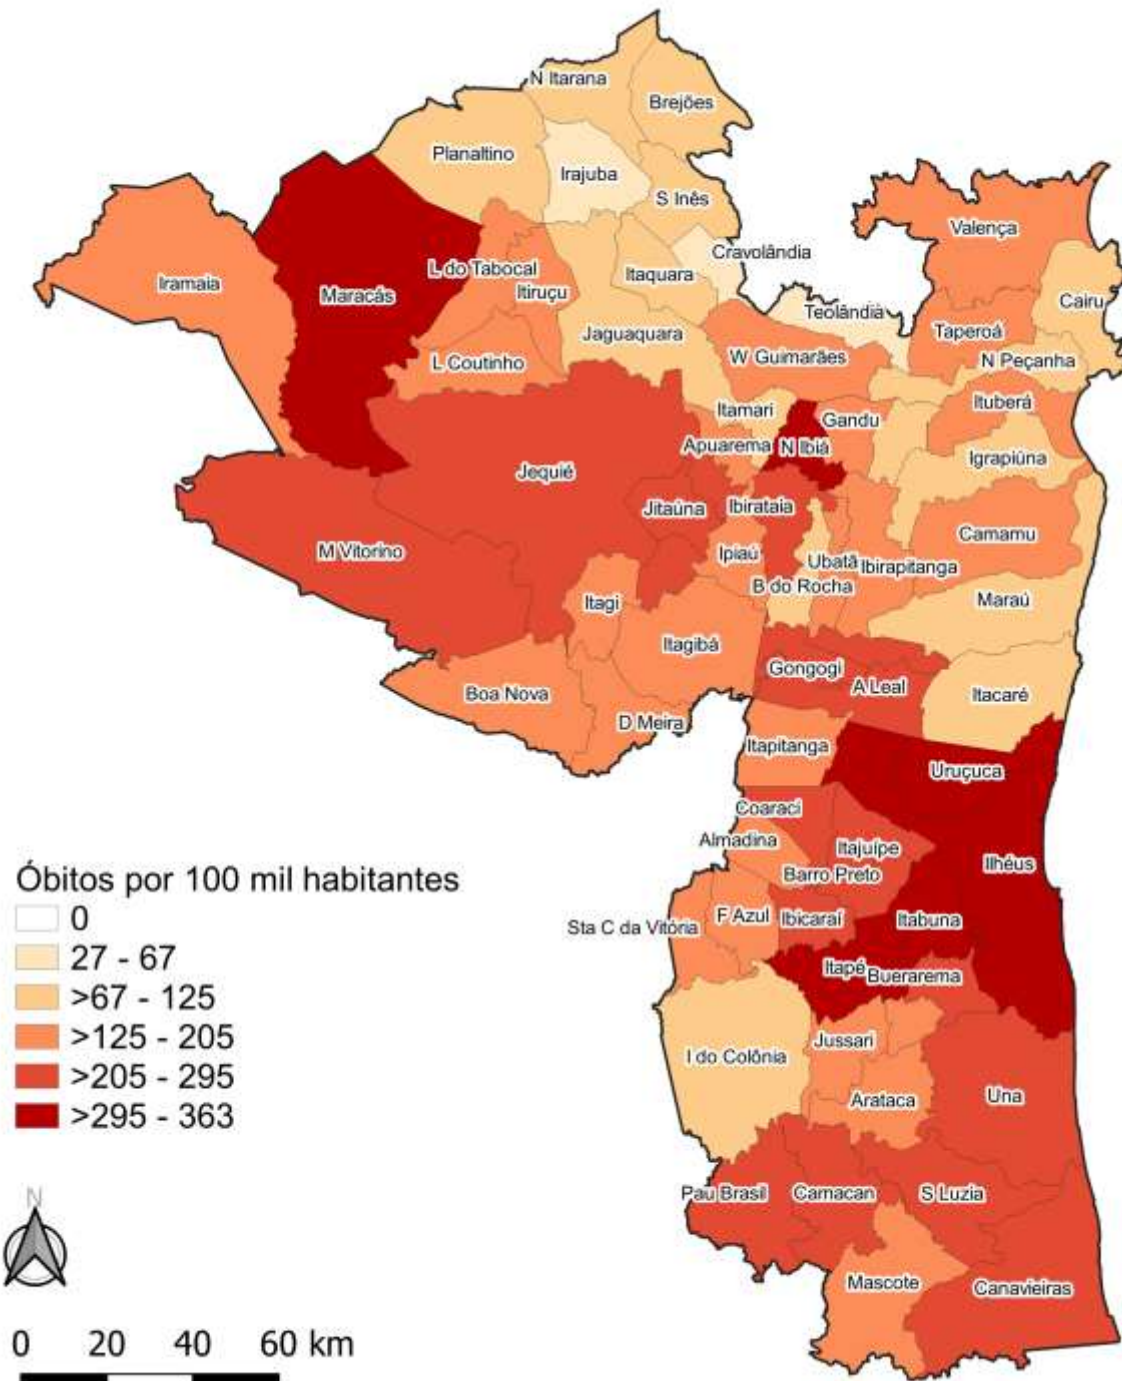 N Itarana
Brejões
Planaltino
Irajuba
S Inês
Valença
Cravolândia
L do Tabocal
Itaquara
Iramaia
Itiruçu
Maracás
Cairu
Teolândia
Jaguaquara
Taperoá
W Guimarães
L Coutinho
N Peçanha
Itamari
Ituberá
Gandu
Apuarema
N Ibiá
Igrapiúna
Jequié
Jitaúna
Ibirataia
Camamu
M Vitorino
Ipiaú
Ubatã
Ibirapitanga
B do Rocha
Itagi
Maraú
Itagibá
Gongogi
A Leal
Boa Nova
Itacaré
D Meira
Itapitanga
Uruçuca
Coaraci
Almadina
Itajuípe
Ilhéus
Barro Preto
Sta C da Vitória
F Azul
Ibicaraí
Itabuna
Itapé
Buerarema
Jussari
I do Colônia
Arataca
Una
Pau Brasil
Camacan
S Luzia
Mascote
Canavieiras
Óbitos por 100 mil habitantes
0
27 - 67
>67 - 125
>125 - 205
>205 - 295
>295 - 363
N
0 20 40 60 km